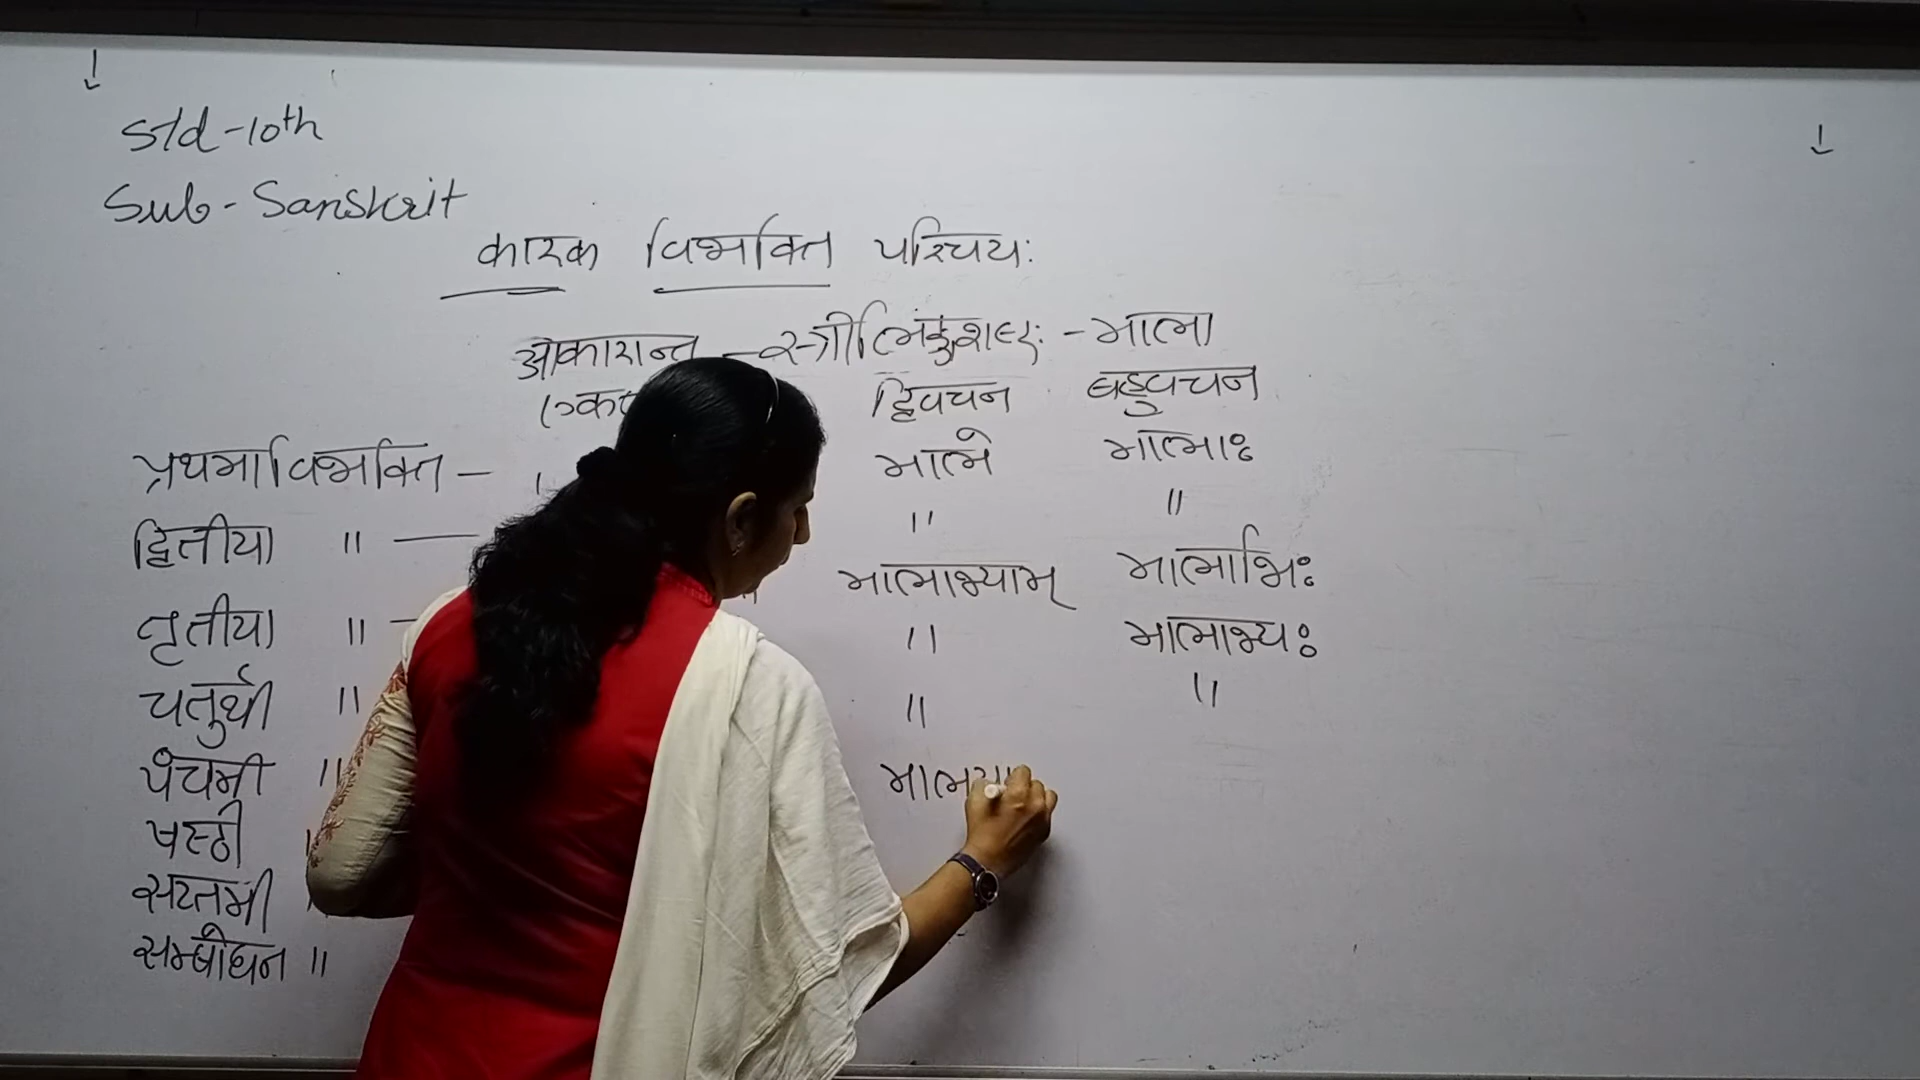 Std-10th
Sub-Sanskrit
कारक विभक्ति परिचयः
आकारान्त - स्त्रीलिङ्गशब्दः - माला
द्विवचन बहुवचन
प्रथमा विभक्ति - माले मालाः
द्वितीया " — " "
तृतीया " - मालाभ्याम् मालाभिः
चतुर्थी " " मालाभ्यः
पंचमी " " "
षष्ठी
सप्तमी
सम्बोधन "